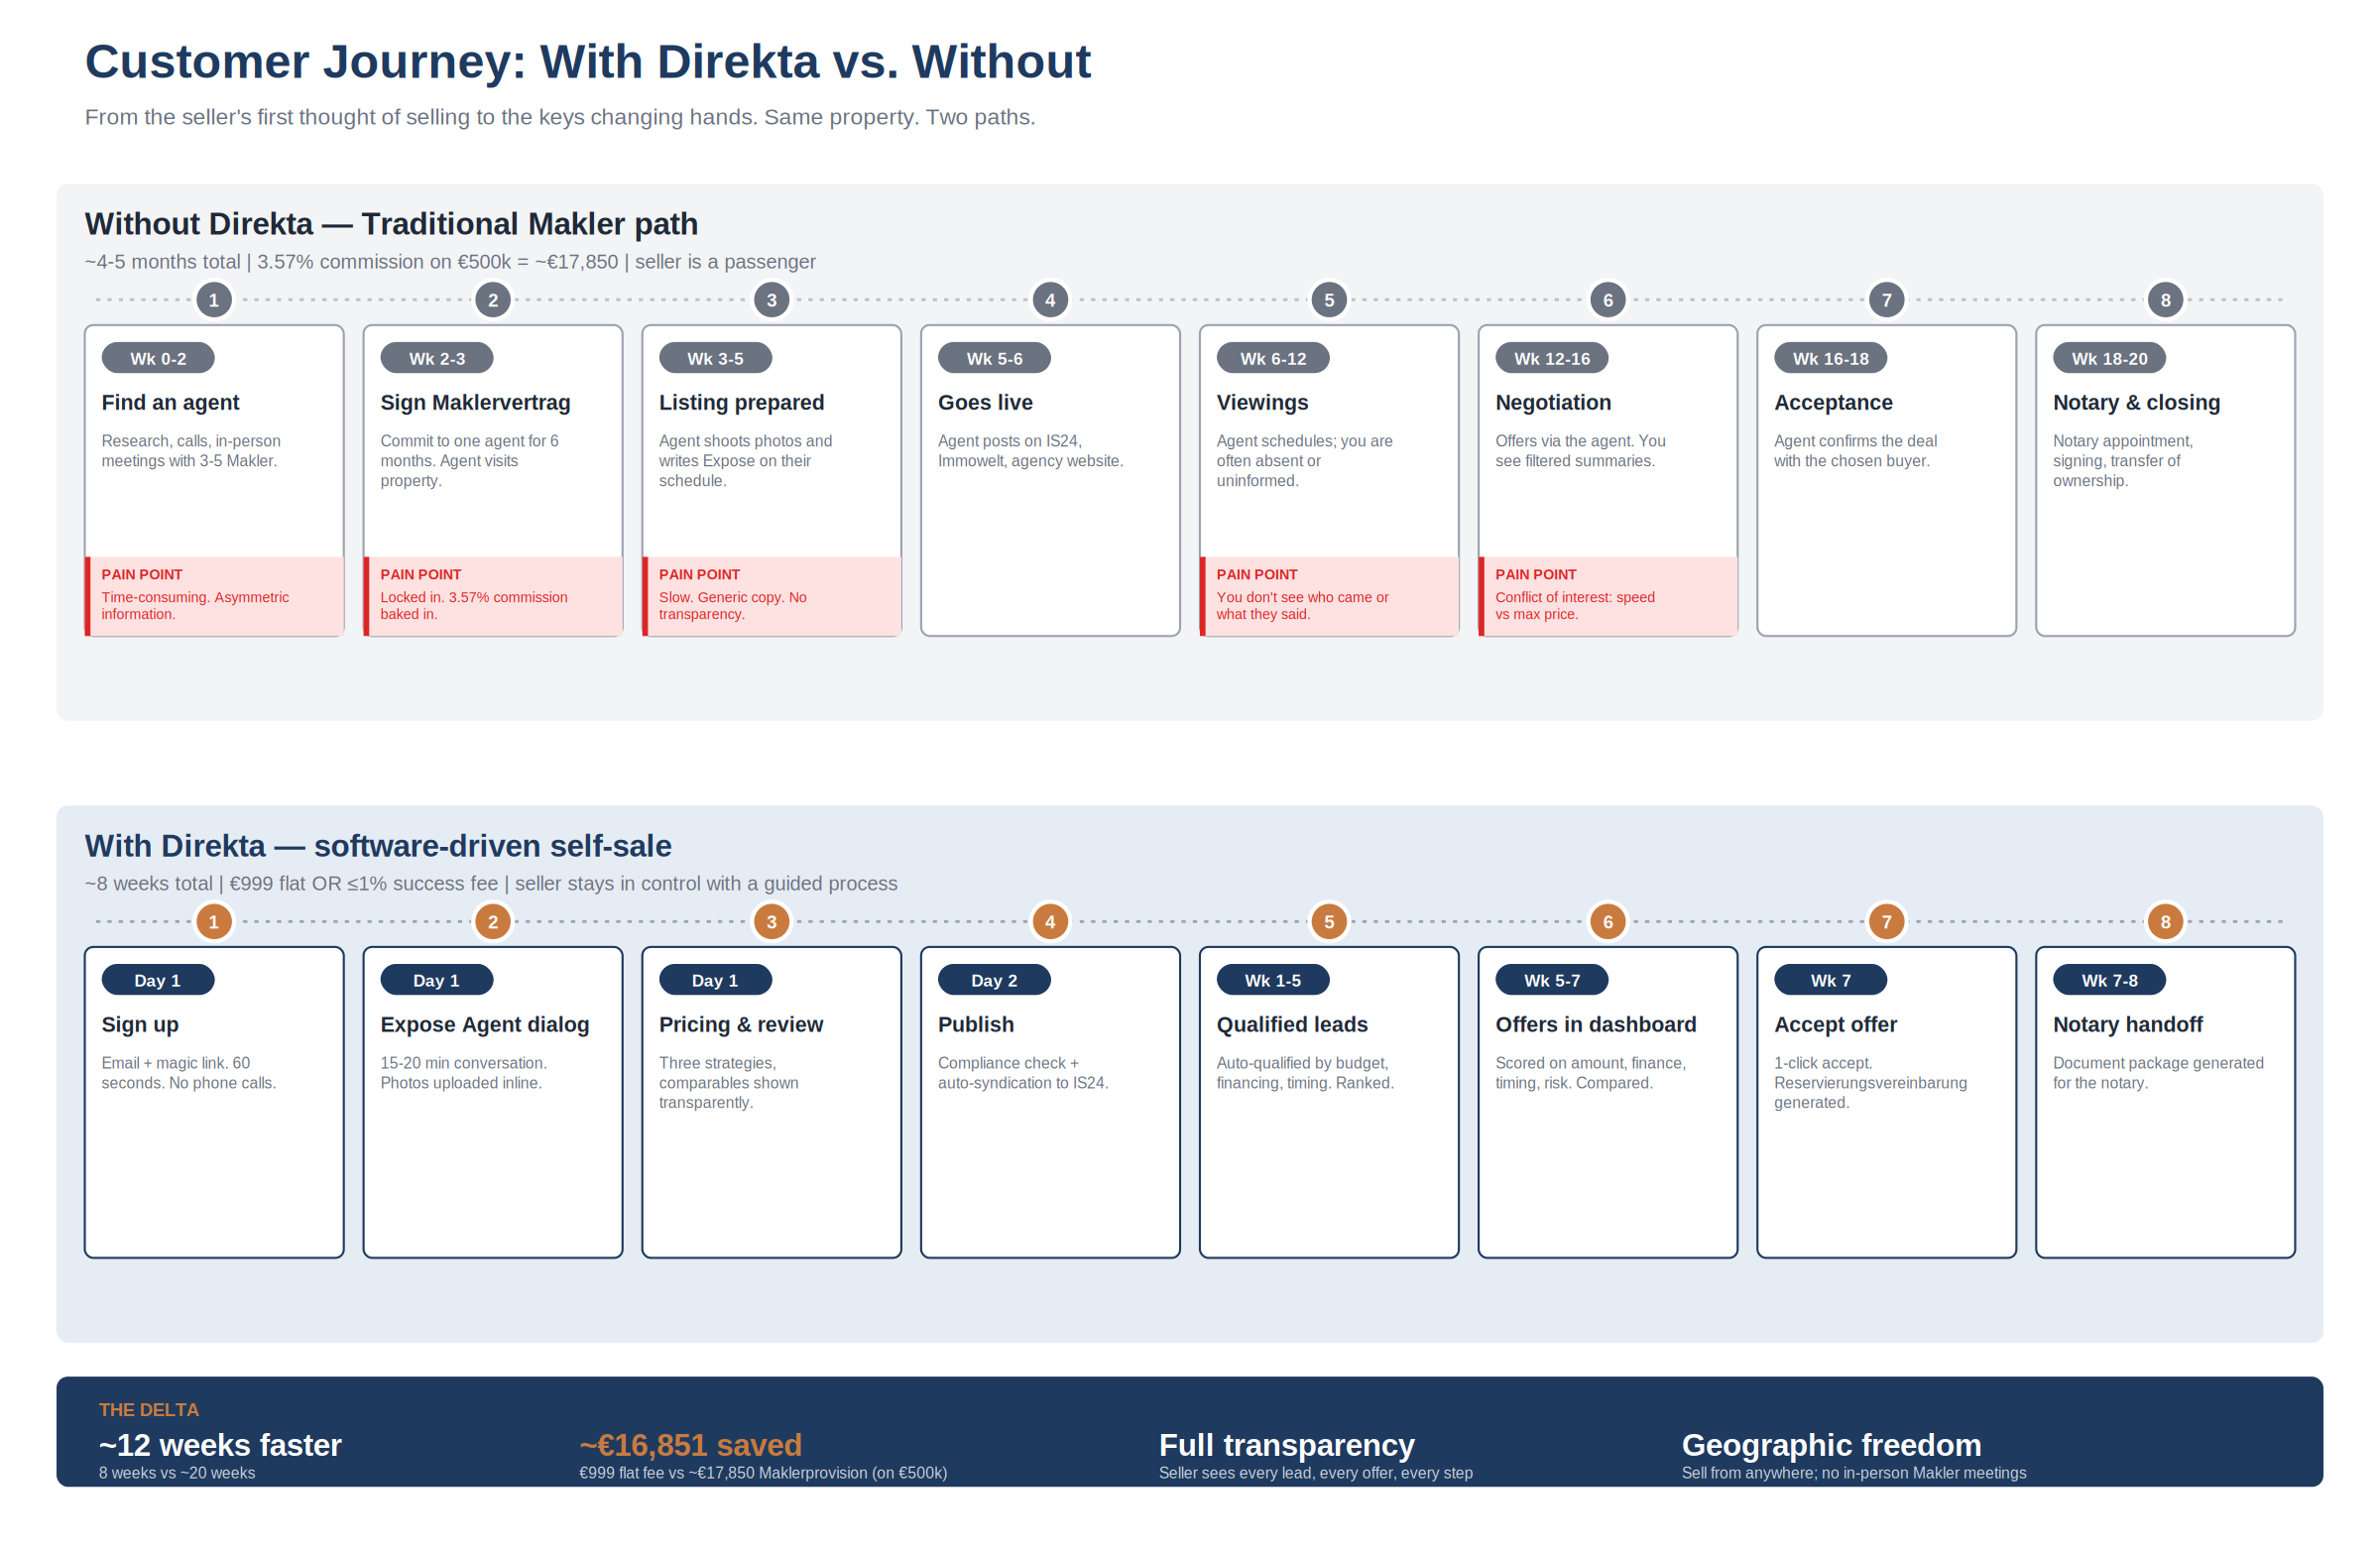 Customer Journey: With Direkta vs. Without
From the seller's first thought of selling to the keys changing hands. Same property. Two paths.
Without Direkta — Traditional Makler path
~4-5 months total | 3.57% commission on €500k = ~€17,850 | seller is a passenger
1
Wk 0-2
Find an agent
Research, calls, in-person
meetings with 3-5 Makler.
PAIN POINT
Time-consuming. Asymmetric
information.
2
Wk 2-3
Sign Maklervertrag
Commit to one agent for 6
months. Agent visits
property.
PAIN POINT
Locked in. 3.57% commission
baked in.
3
Wk 3-5
Listing prepared
Agent shoots photos and
writes Expose on their
schedule.
PAIN POINT
Slow. Generic copy. No
transparency.
4
Wk 5-6
Goes live
Agent posts on IS24,
Immowelt, agency website.
5
Wk 6-12
Viewings
Agent schedules; you are
often absent or
uninformed.
PAIN POINT
You don't see who came or
what they said.
6
Wk 12-16
Negotiation
Offers via the agent. You
see filtered summaries.
PAIN POINT
Conflict of interest: speed
vs max price.
7
Wk 16-18
Acceptance
Agent confirms the deal
with the chosen buyer.
8
Wk 18-20
Notary & closing
Notary appointment,
signing, transfer of
ownership.
With Direkta — software-driven self-sale
~8 weeks total | €999 flat OR ≤1% success fee | seller stays in control with a guided process
1
Day 1
Sign up
Email + magic link. 60
seconds. No phone calls.
2
Day 1
Expose Agent dialog
15-20 min conversation.
Photos uploaded inline.
3
Day 1
Pricing & review
Three strategies,
comparables shown
transparently.
4
Day 2
Publish
Compliance check +
auto-syndication to IS24.
5
Wk 1-5
Qualified leads
Auto-qualified by budget,
financing, timing. Ranked.
6
Wk 5-7
Offers in dashboard
Scored on amount, finance,
timing, risk. Compared.
7
Wk 7
Accept offer
1-click accept.
Reservierungsvereinbarung
generated.
8
Wk 7-8
Notary handoff
Document package generated
for the notary.
THE DELTA
~12 weeks faster
8 weeks vs ~20 weeks
~€16,851 saved
€999 flat fee vs ~€17,850 Maklerprovision (on €500k)
Full transparency
Seller sees every lead, every offer, every step
Geographic freedom
Sell from anywhere; no in-person Makler meetings